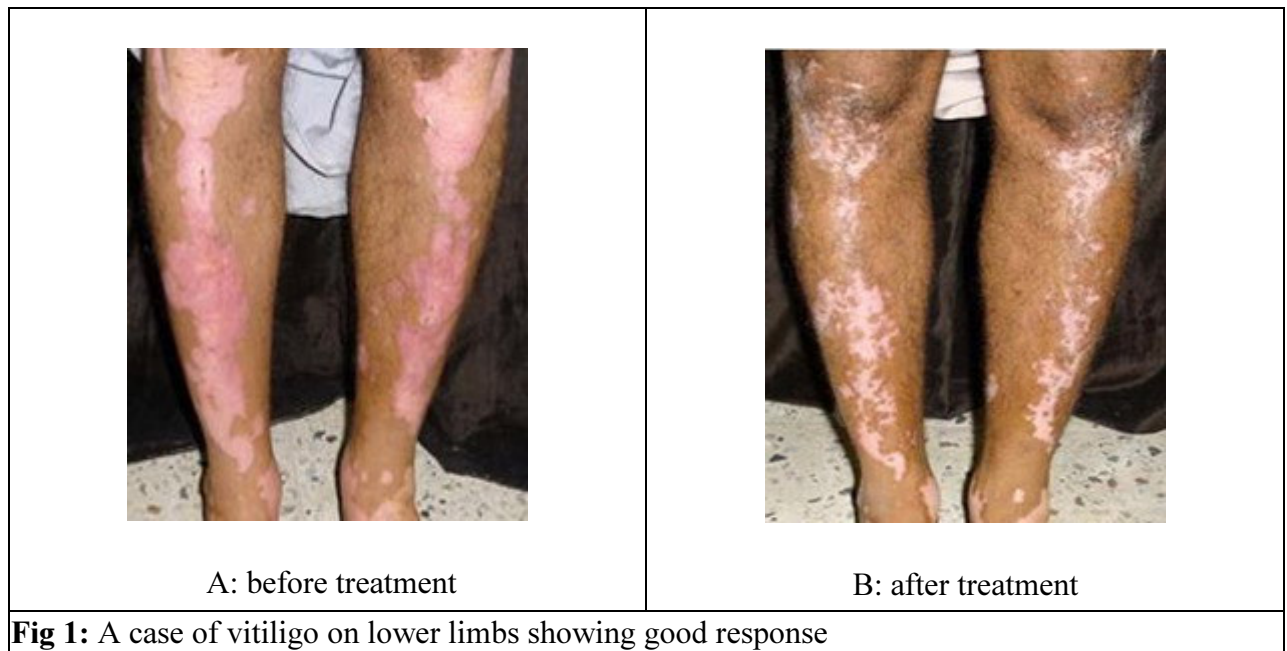 A: before treatment
B: after treatment
Fig 1: A case of vitiligo on lower limbs showing good response